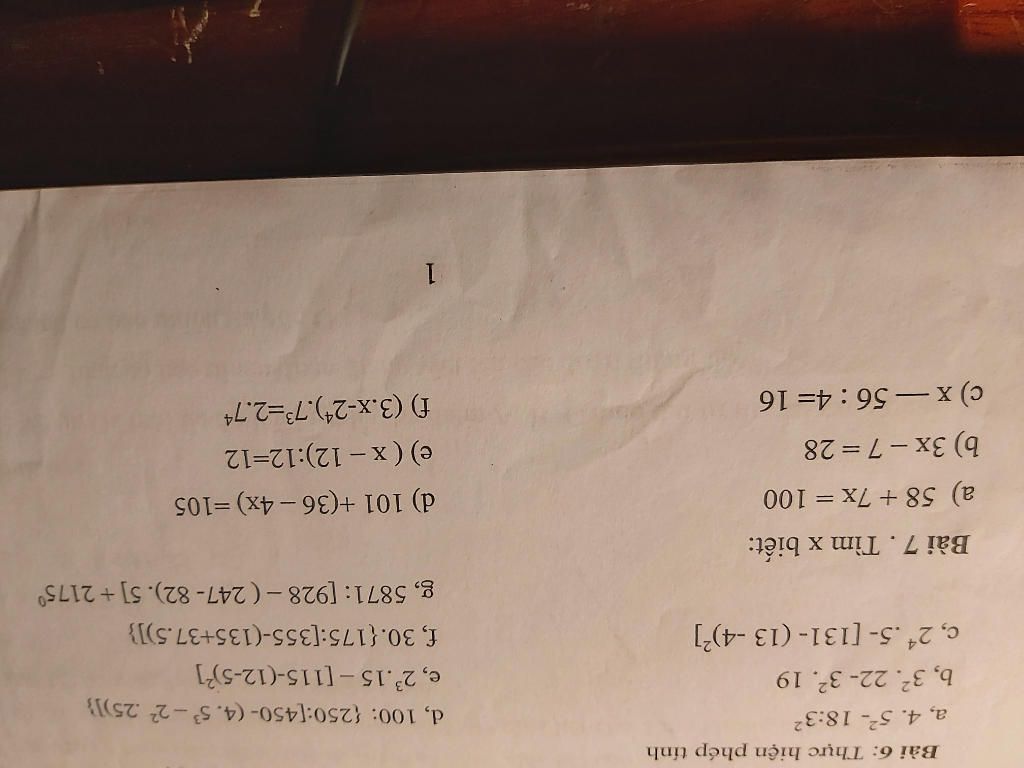 Bài 6: Thực hiện phép tính
a, 4. 5²- 18:3²
d, 100: {250:[450- (4. 5³ – 2² .25)]}
b, 3². 22- 3². 19
e, 2³.15 – [115-(12-5)²]
c, 2⁴ .5- [131- (13 -4)²]
f, 30.{175:[355-(135+37.5)]}
g, 5871: [928 – ( 247- 82). 5] + 2175⁰
Bài 7 . Tìm x biết:
a) 58 + 7x = 100
d) 101 +(36 – 4x) =105
b) 3x – 7 = 28
e) ( x – 12):12=12
c) x — 56 : 4= 16
f) (3.x-2⁴).7³=2.7⁴
1